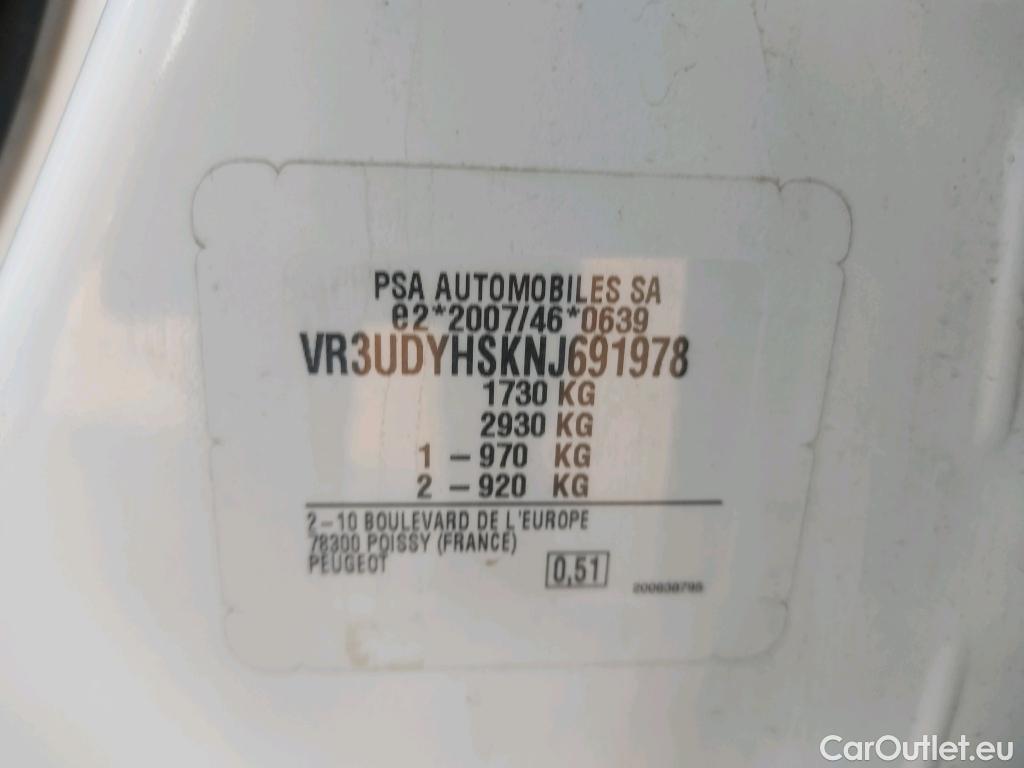 PSA AUTOMOBILES SA
e2*2007/46*0639
VR3UDYHSKNJ691978
1730 KG
2930 KG
1 – 970 KG
2 – 920 KG
2–10 BOULEVARD DE L'EUROPE
78300 POISSY (FRANCE)
PEUGEOT
0,51
CarOutlet.eu